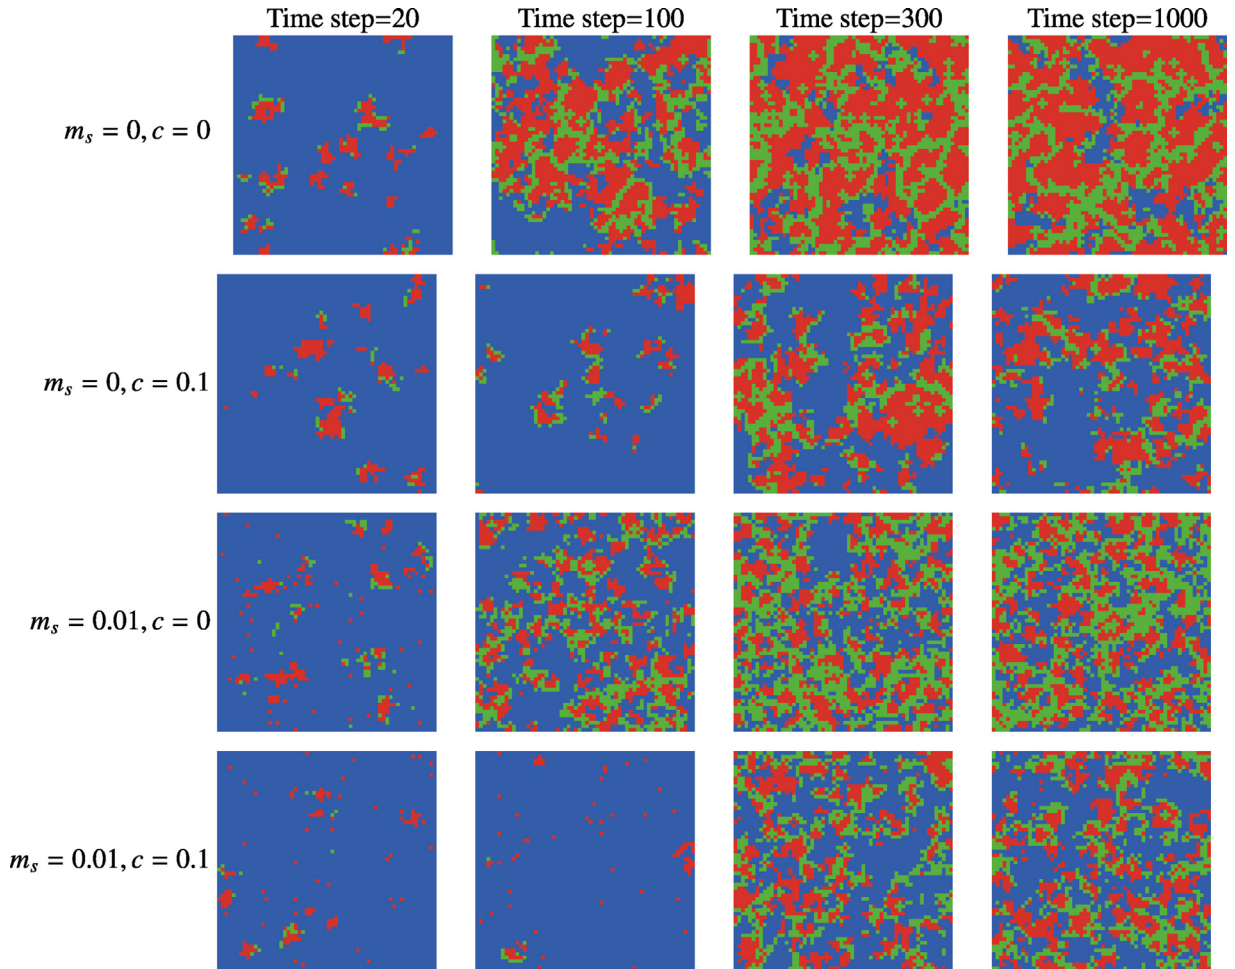 Time step=20 Time step=100 Time step=300 Time step=1000
m_s = 0, c = 0
m_s = 0, c = 0.1
m_s = 0.01, c = 0
m_s = 0.01, c = 0.1